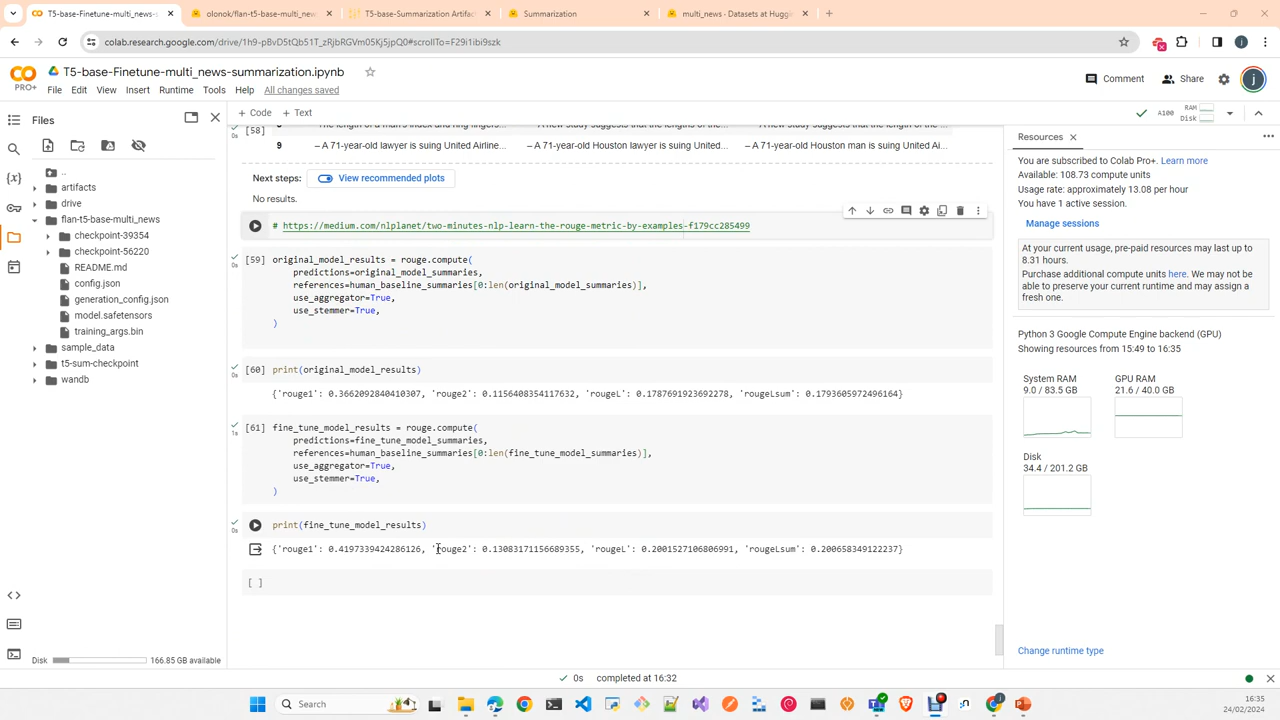 T5-base-Finetune-multi_news-su
olonok/flan-t5-base-multi_news
T5-base-Summarization Artifac
Summarization
multi_news · Datasets at Huggin
colab.research.google.com/drive/1h9-pBvD5tQb51T_zRjbRGVm05Kj5jpQ0#scrollTo=F29i1ibi9szk
T5-base-Finetune-multi_news-summarization.ipynb
PRO+
File Edit View Insert Runtime Tools Help All changes saved
Comment Share
j
Files
+ Code + Text
A100 RAM Disk
..
artifacts
drive
flan-t5-base-multi_news
checkpoint-39354
checkpoint-56220
README.md
config.json
generation_config.json
model.safetensors
training_args.bin
sample_data
t5-sum-checkpoint
wandb
Disk 166.85 GB available
[58]
9 – A 71-year-old lawyer is suing United Airline... – A 71-year-old Houston lawyer is suing Unite... – A 71-year-old Houston man is suing United Ai...
Next steps: View recommended plots
No results.
# https://medium.com/nlplanet/two-minutes-nlp-learn-the-rouge-metric-by-examples-f179cc285499
[59] original_model_results = rouge.compute(
predictions=original_model_summaries,
references=human_baseline_summaries[0:len(original_model_summaries)],
use_aggregator=True,
use_stemmer=True,
)
[60] print(original_model_results)
{'rouge1': 0.3662092840410307, 'rouge2': 0.1156408354117632, 'rougeL': 0.1787691923692278, 'rougeLsum': 0.1793605972496164}
[61] fine_tune_model_results = rouge.compute(
predictions=fine_tune_model_summaries,
references=human_baseline_summaries[0:len(fine_tune_model_summaries)],
use_aggregator=True,
use_stemmer=True,
)
print(fine_tune_model_results)
{'rouge1': 0.4197339424286126, 'rouge2': 0.13083171156689355, 'rougeL': 0.2001527106806991, 'rougeLsum': 0.200658349122237}
[ ]
Resources
You are subscribed to Colab Pro+. Learn more
Available: 108.73 compute units
Usage rate: approximately 13.08 per hour
You have 1 active session.
Manage sessions
At your current usage, pre-paid resources may last up to
8.31 hours.
Purchase additional compute units here. We may not be
able to preserve your current runtime and may assign a
fresh one.
Python 3 Google Compute Engine backend (GPU)
Showing resources from 15:49 to 16:35
System RAM
9.0 / 83.5 GB
GPU RAM
21.6 / 40.0 GB
Disk
34.4 / 201.2 GB
Change runtime type
0s completed at 16:32
Search
16:35
24/02/2024